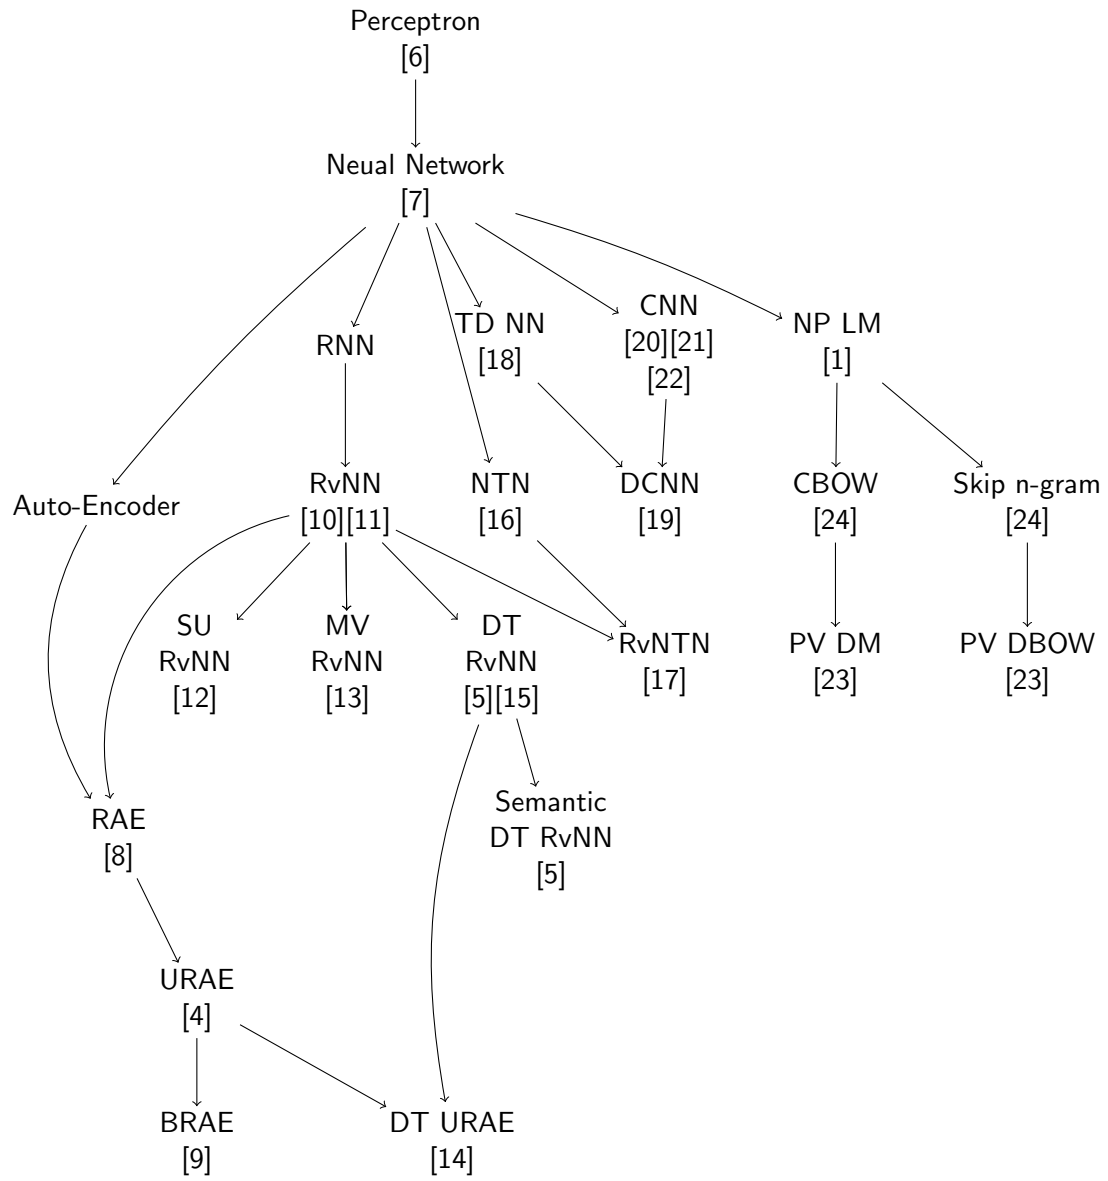 Perceptron
[6]
Neual Network
[7]
RNN
TD NN
[18]
CNN
[20][21]
[22]
NP LM
[1]
Auto-Encoder
RvNN
[10][11]
NTN
[16]
DCNN
[19]
CBOW
[24]
Skip n-gram
[24]
SU
RvNN
[12]
MV
RvNN
[13]
DT
RvNN
[5][15]
RvNTN
[17]
PV DM
[23]
PV DBOW
[23]
RAE
[8]
Semantic
DT RvNN
[5]
URAE
[4]
BRAE
[9]
DT URAE
[14]